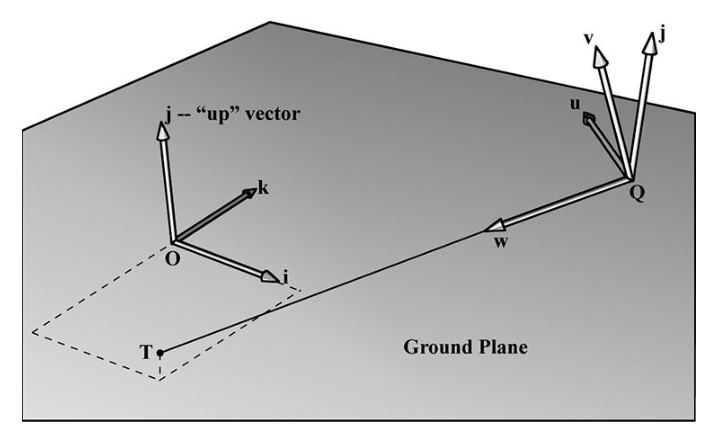 v
j
u
j -- “up” vector
k
Q
w
O
i
T
Ground Plane